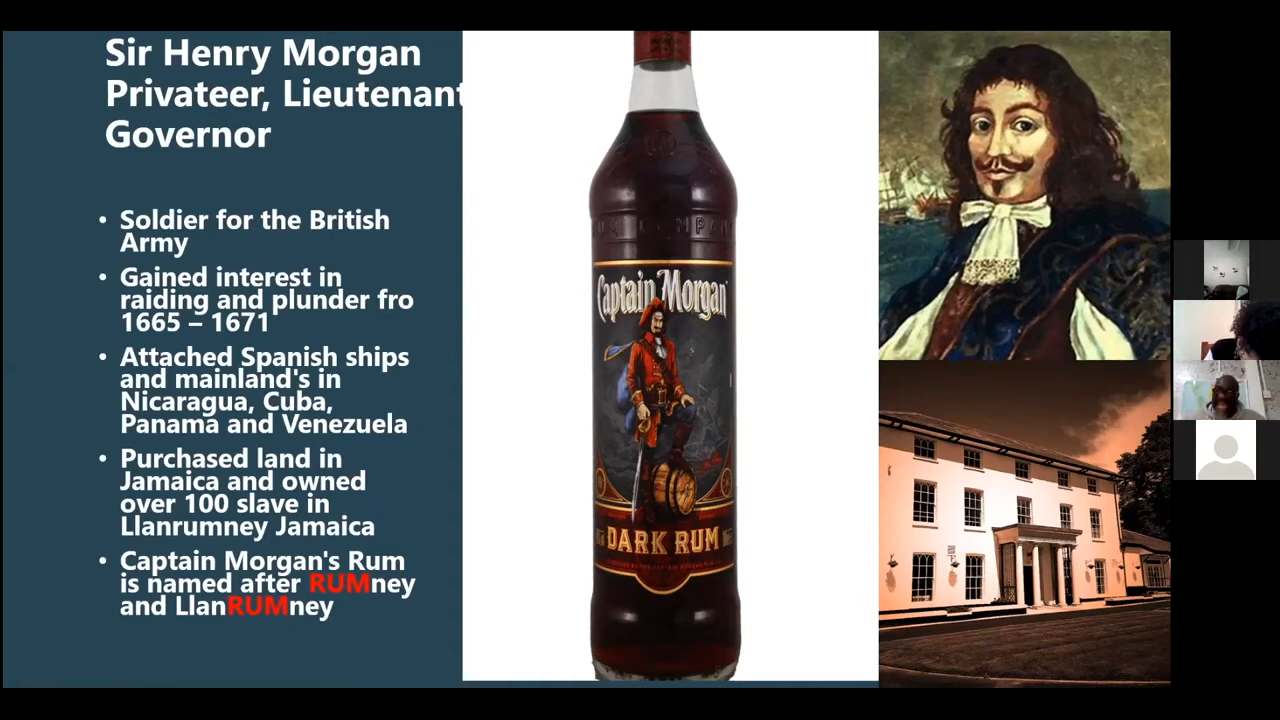 Sir Henry Morgan
Privateer, Lieutenant
Governor
• Soldier for the British
Army
• Gained interest in
raiding and plunder fro
1665 – 1671
• Attached Spanish ships
and mainland's in
Nicaragua, Cuba,
Panama and Venezuela
• Purchased land in
Jamaica and owned
over 100 slave in
Llanrumney Jamaica
• Captain Morgan's Rum
is named after RUMney
and LlanRUMney
Captain Morgan
DARK RUM